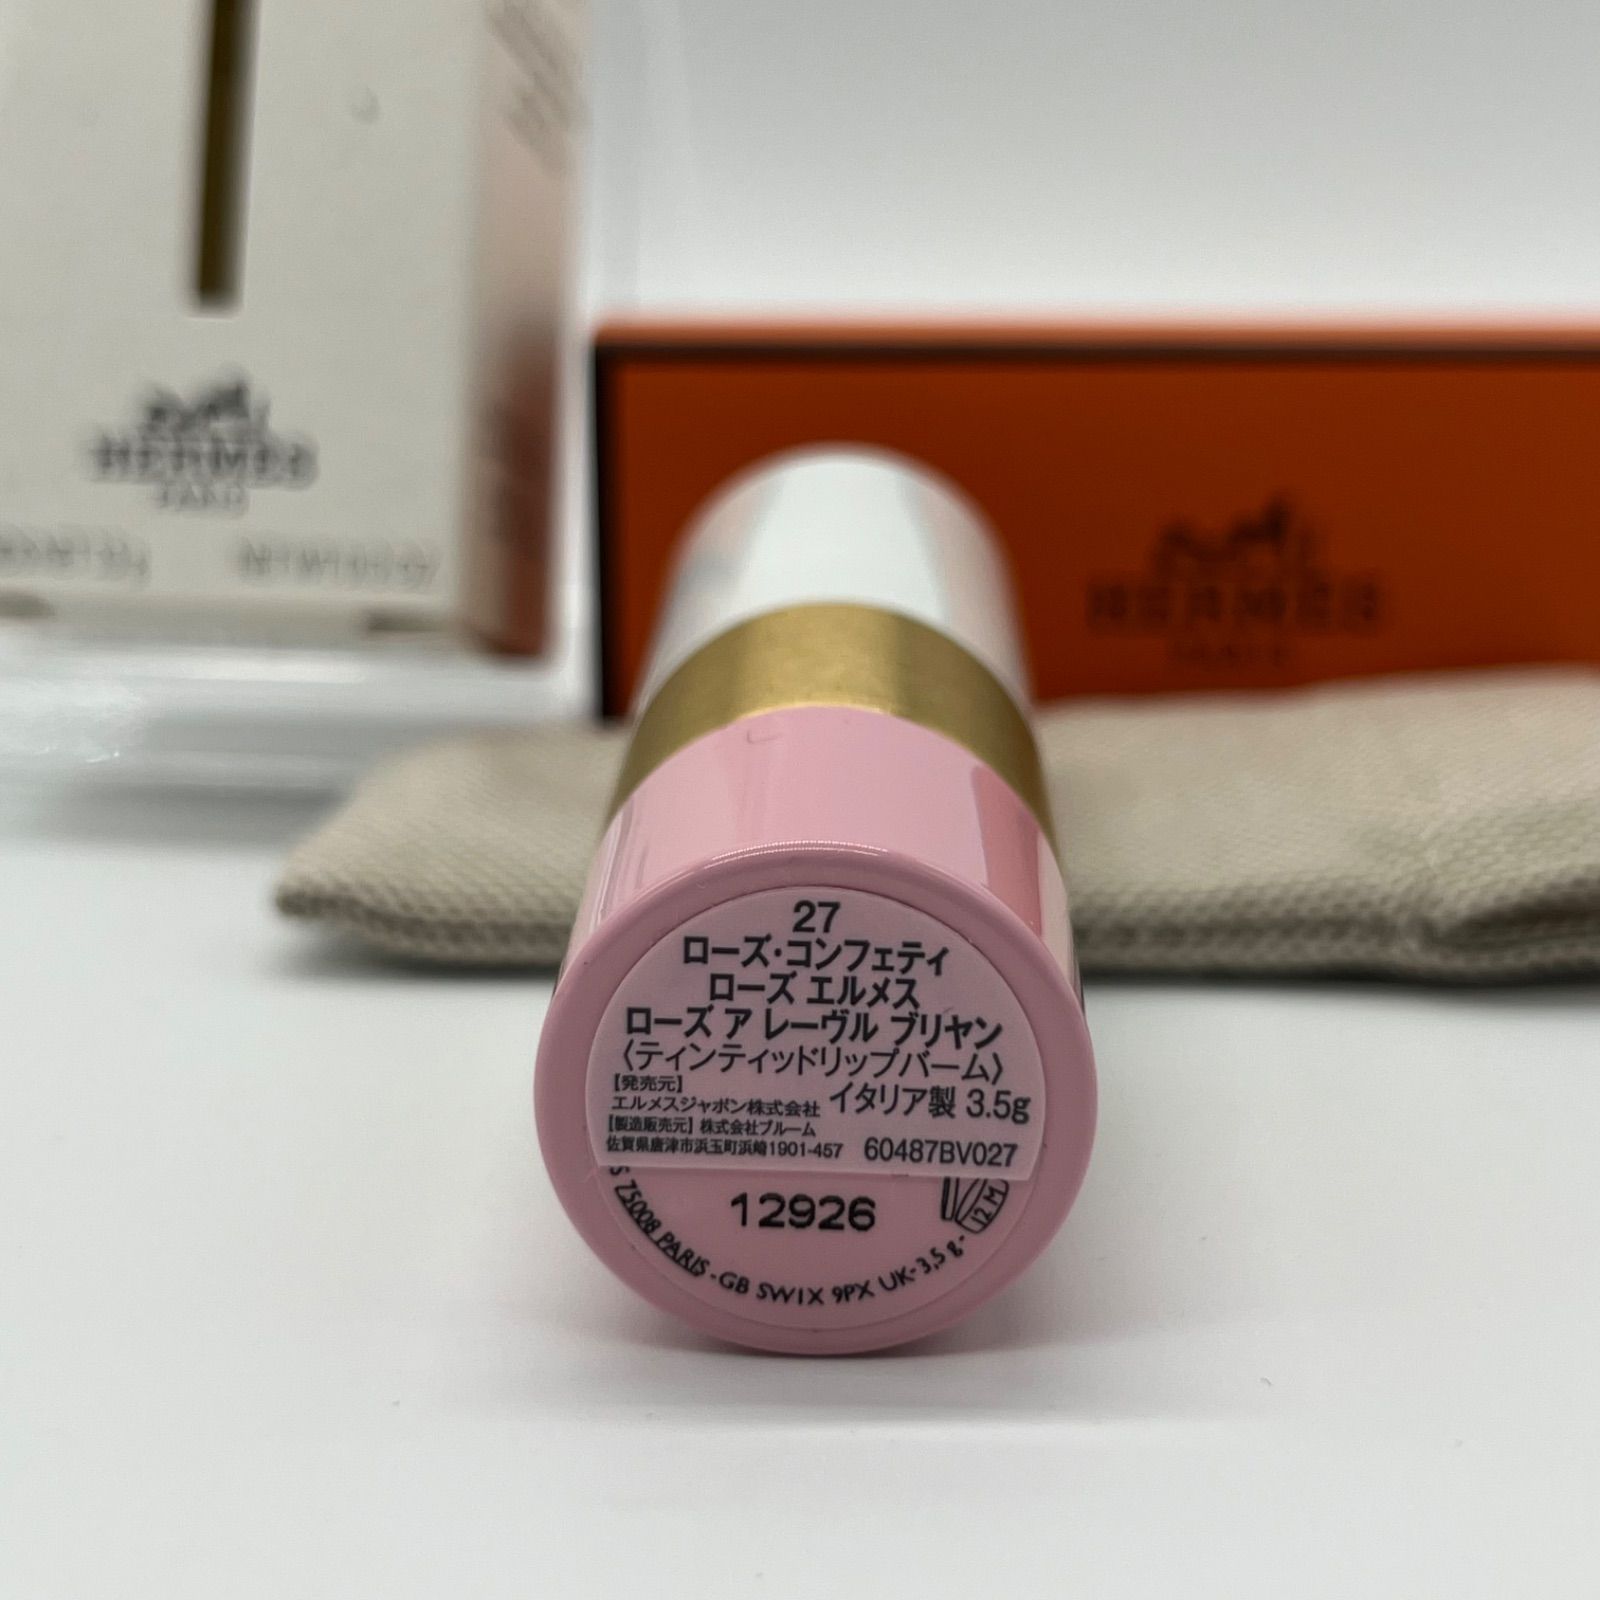 HERMES
PARIS
HERMES
PARIS
27
ローズ・コンフェティ
ローズ エルメス
ローズ ア レーヴル ブリヤン
〈ティンティッドリップバーム〉
【発売元】
エルメスジャポン株式会社 イタリア製 3.5g
【製造販売元】株式会社ブルーム
佐賀県唐津市浜玉町浜崎1901-457 60487BV027
12926
12 M
S 75008 PARIS - GB SW1X 9PX UK - 3,5 g -